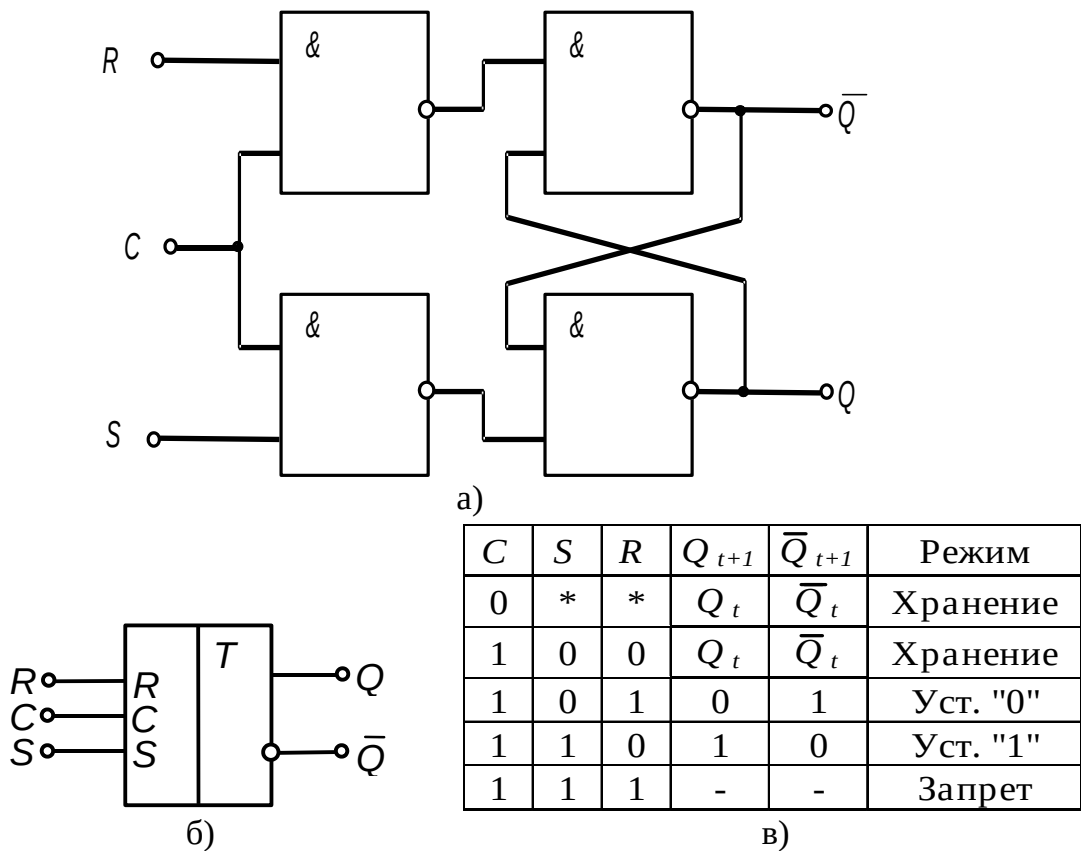 & &
R
Q̅
C
& &
Q
S
а)
C S R Q t+1 Q̅ t+1 Режим
0 * * Q t Q̅ t Хранение
1 0 0 Q t Q̅ t Хранение
1 0 1 0 1 Уст. "0"
1 1 0 1 0 Уст. "1"
1 1 1 - - Запрет
T
R R Q
C C
S S Q̅
б) в)